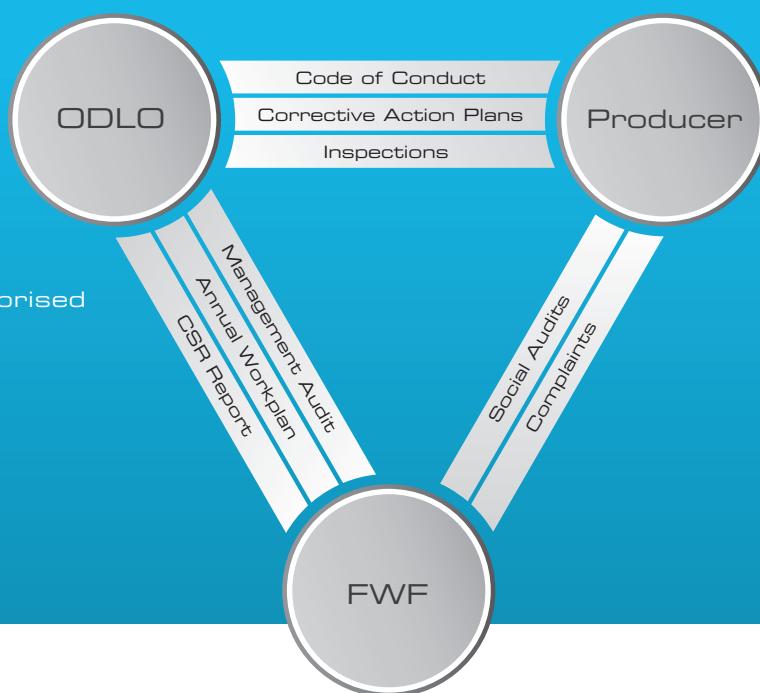 Code of Conduct
ODLO
Corrective Action Plans
Producer
Inspections
Management Audit
Annual Workplan
CSR Report
Social Audits
Complaints
FWF